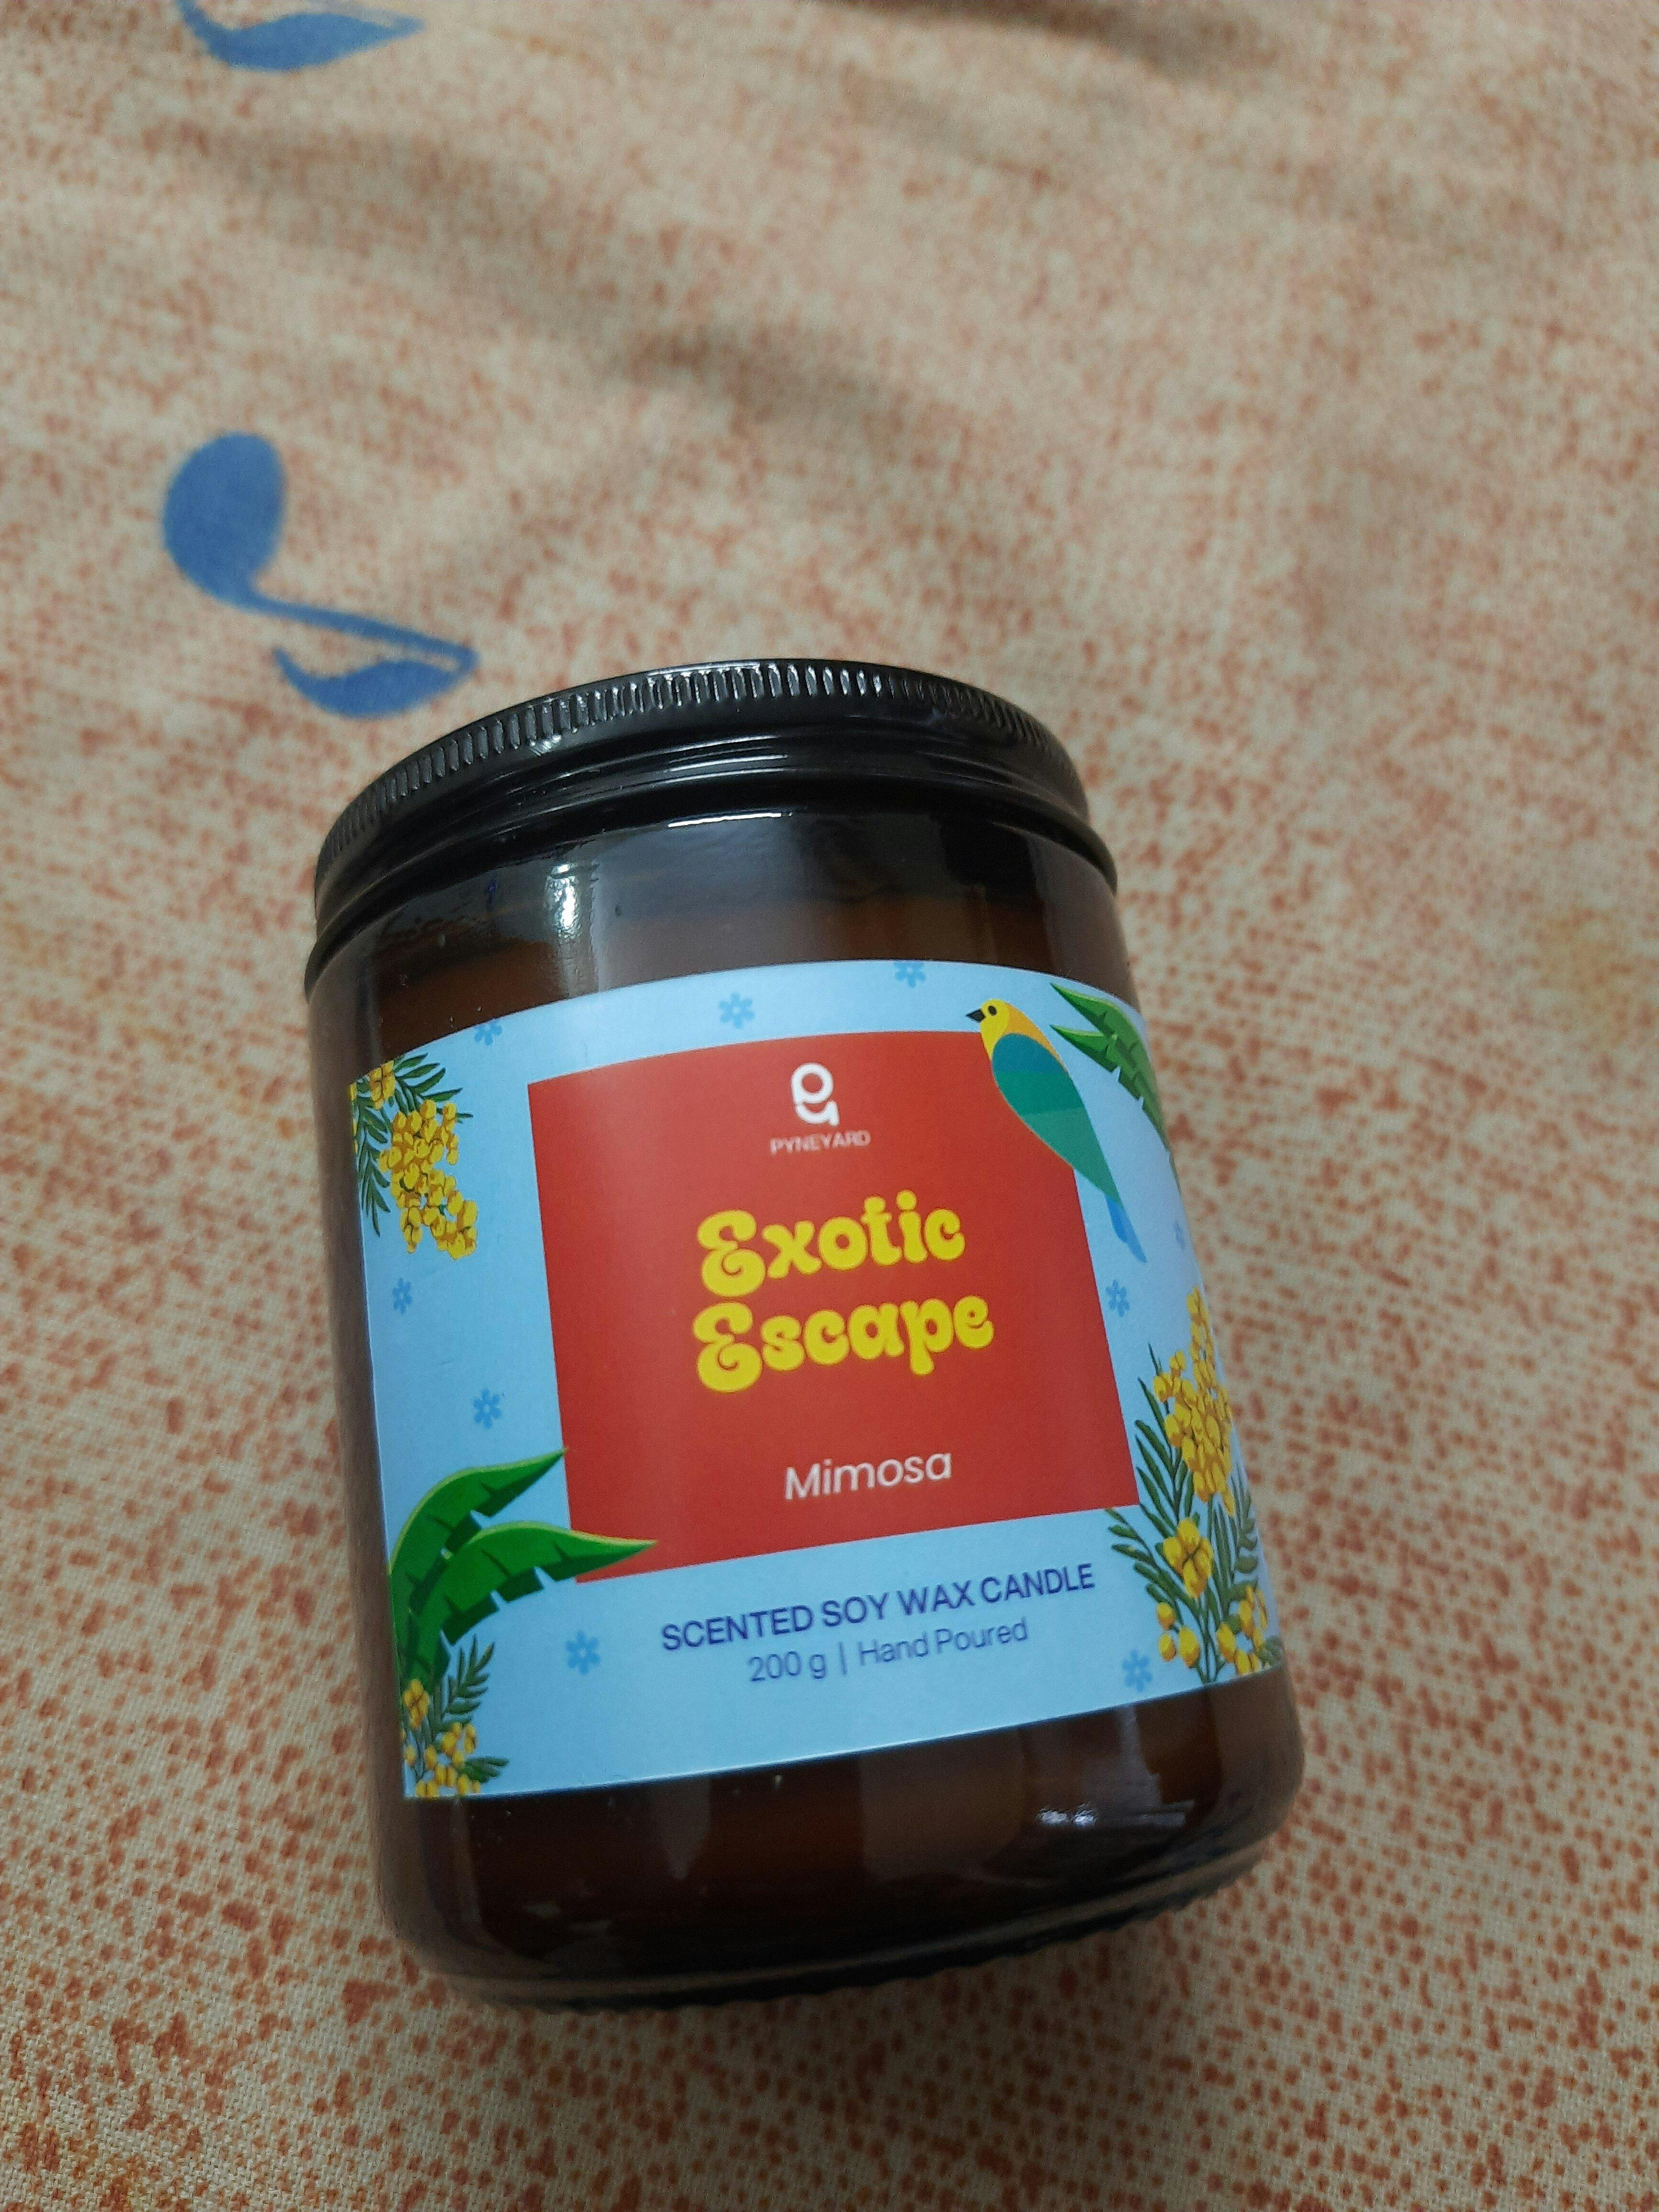 PYNEYARD
Exotic
Escape
Mimosa
SCENTED SOY WAX CANDLE
200 g | Hand Poured